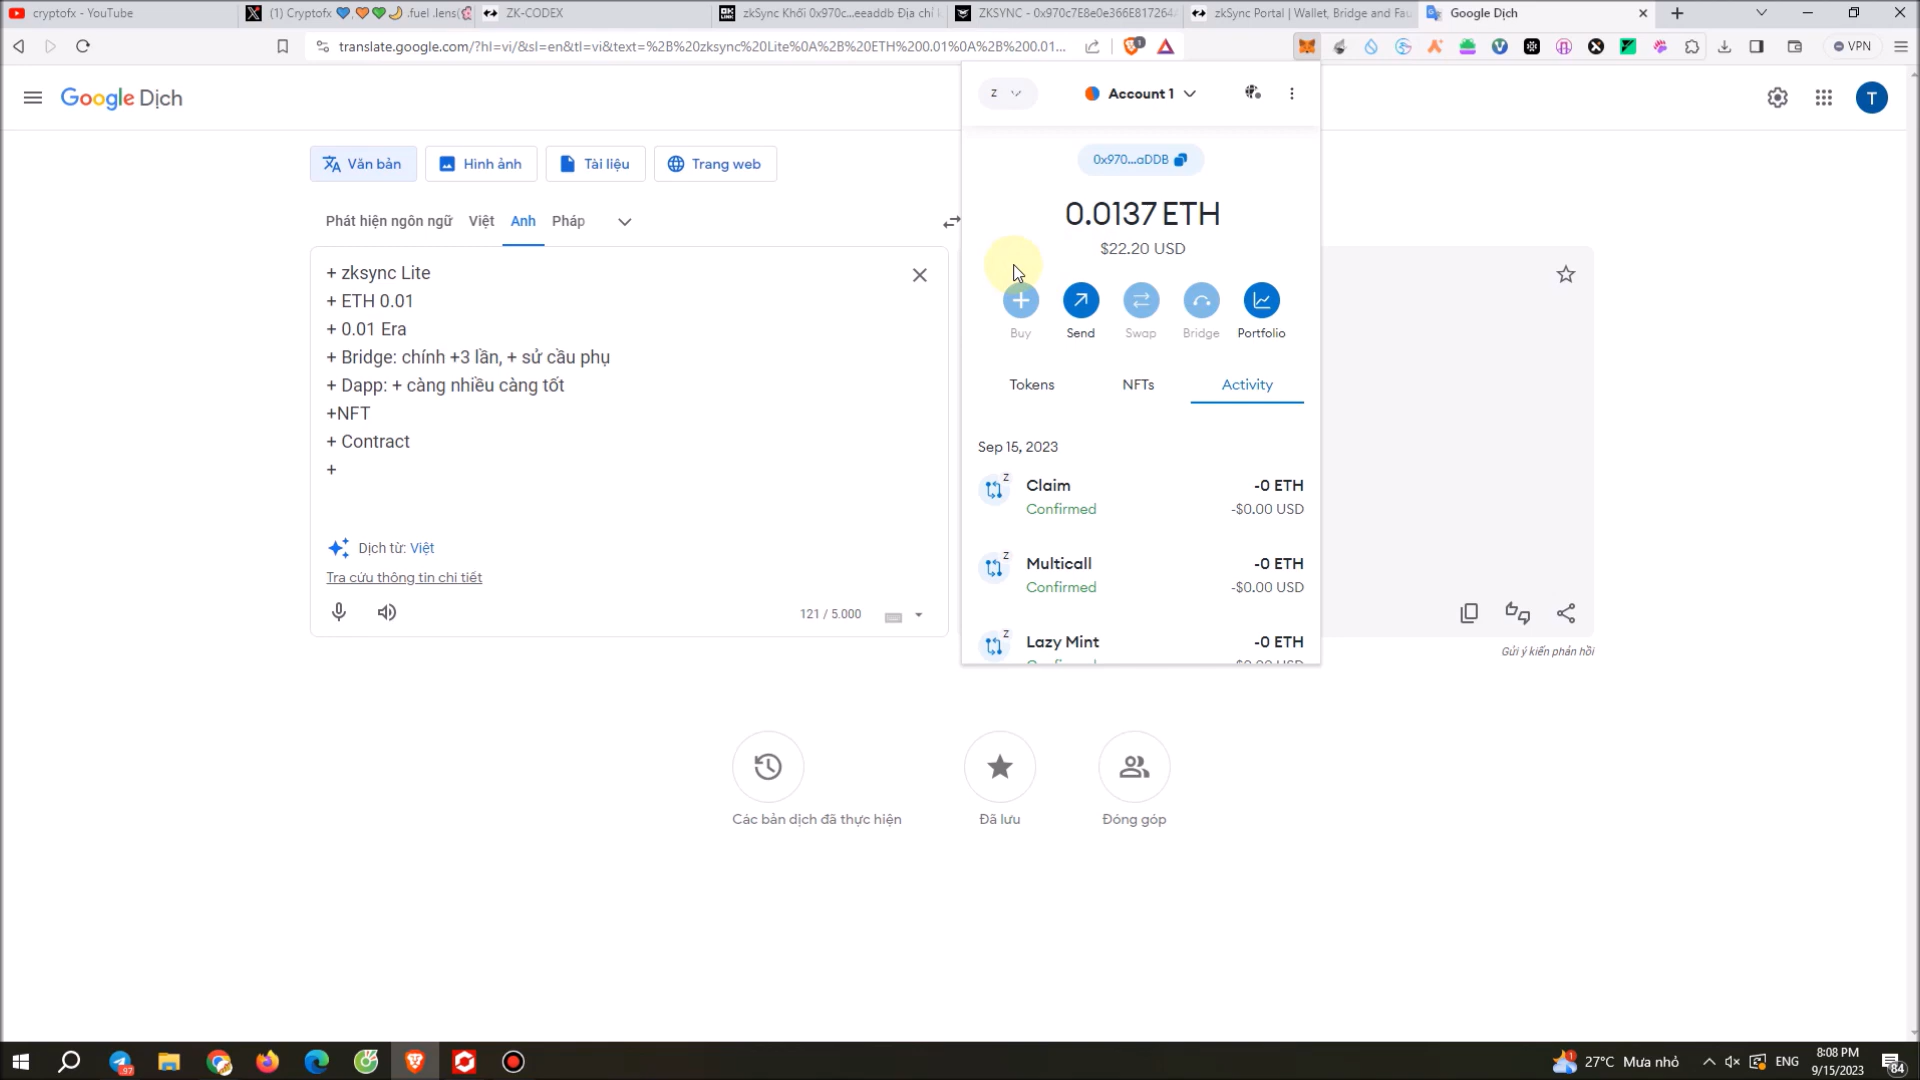 cryptofx - YouTube
(1) Cryptofx 💙,🧡💚🌙 .fuel .lens(
ZK-CODEX
zkSync Khối 0x970c...eeaddb Địa chỉ
ZKSYNC - 0x970c7E8e0e366E817264
zkSync Portal | Wallet, Bridge and Fau
Google Dịch
translate.google.com/?hl=vi/&sl=en&tl=vi&text=%2B%20zksync%20Lite%0A%2B%20ETH%200.01%0A%2B%200.01...
VPN
Google Dịch
T
Văn bản
Hình ảnh
Tài liệu
Trang web
Phát hiện ngôn ngữ
Việt
Anh
Pháp
+ zksync Lite
+ ETH 0.01
+ 0.01 Era
+ Bridge: chính +3 lần, + sử cầu phụ
+ Dapp: + càng nhiều càng tốt
+NFT
+ Contract
+
Dịch từ: Việt
Tra cứu thông tin chi tiết
121 / 5.000
Z
Account 1
0x970...aDDB
0.0137 ETH
$22.20 USD
Buy
Send
Swap
Bridge
Portfolio
Tokens
NFTs
Activity
Sep 15, 2023
Z
Claim
-0 ETH
Confirmed
-$0.00 USD
Z
Multicall
-0 ETH
Confirmed
-$0.00 USD
Z
Lazy Mint
-0 ETH
Gửi ý kiến phản hồi
Các bản dịch đã thực hiện
Đã lưu
Đóng góp
97
27°C Mưa nhỏ
ENG
8:08 PM
9/15/2023
84